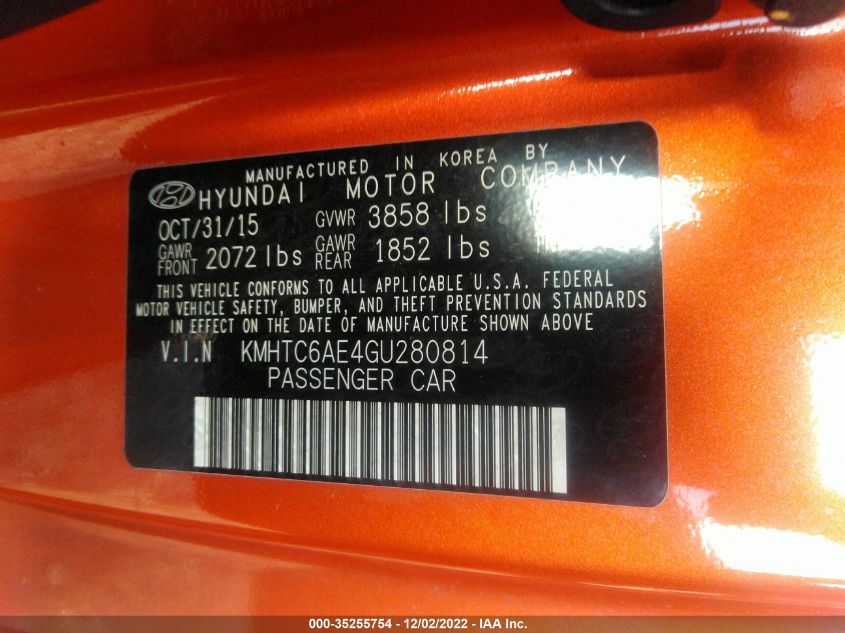 MANUFACTURED IN KOREA BY
HYUNDAI MOTOR COMPANY
OCT/31/15 GVWR 3858 lbs
GAWR FRONT 2072 lbs GAWR REAR 1852 lbs
THIS VEHICLE CONFORMS TO ALL APPLICABLE U.S.A. FEDERAL
MOTOR VEHICLE SAFETY, BUMPER, AND THEFT PREVENTION STANDARDS
IN EFFECT ON THE DATE OF MANUFACTURE SHOWN ABOVE
V.I.N KMHTC6AE4GU280814
PASSENGER CAR
000-35255754 - 12/02/2022 - IAA Inc.